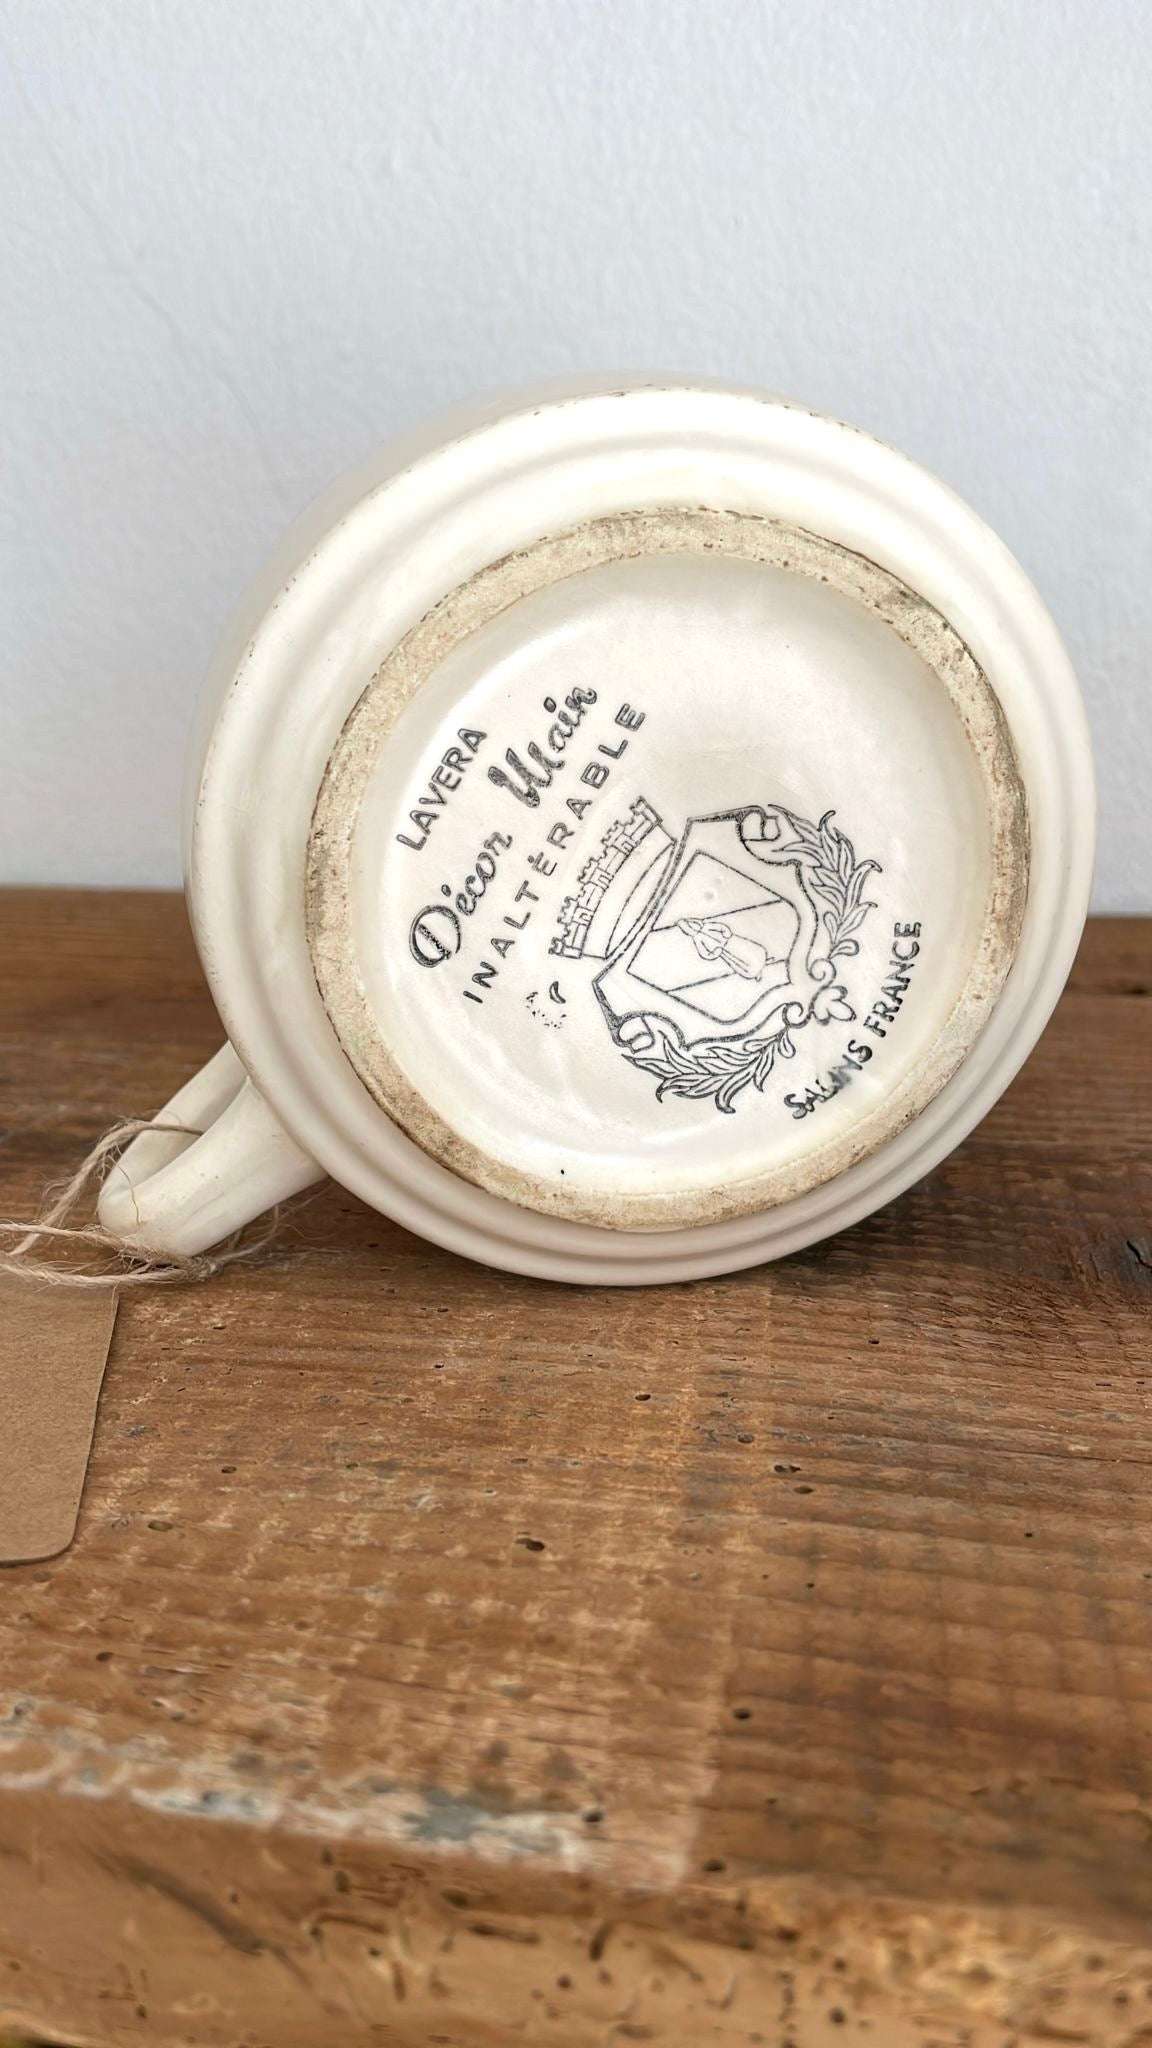 LAVERA
Décor Main
INALTÉRABLE
SALINS FRANCE